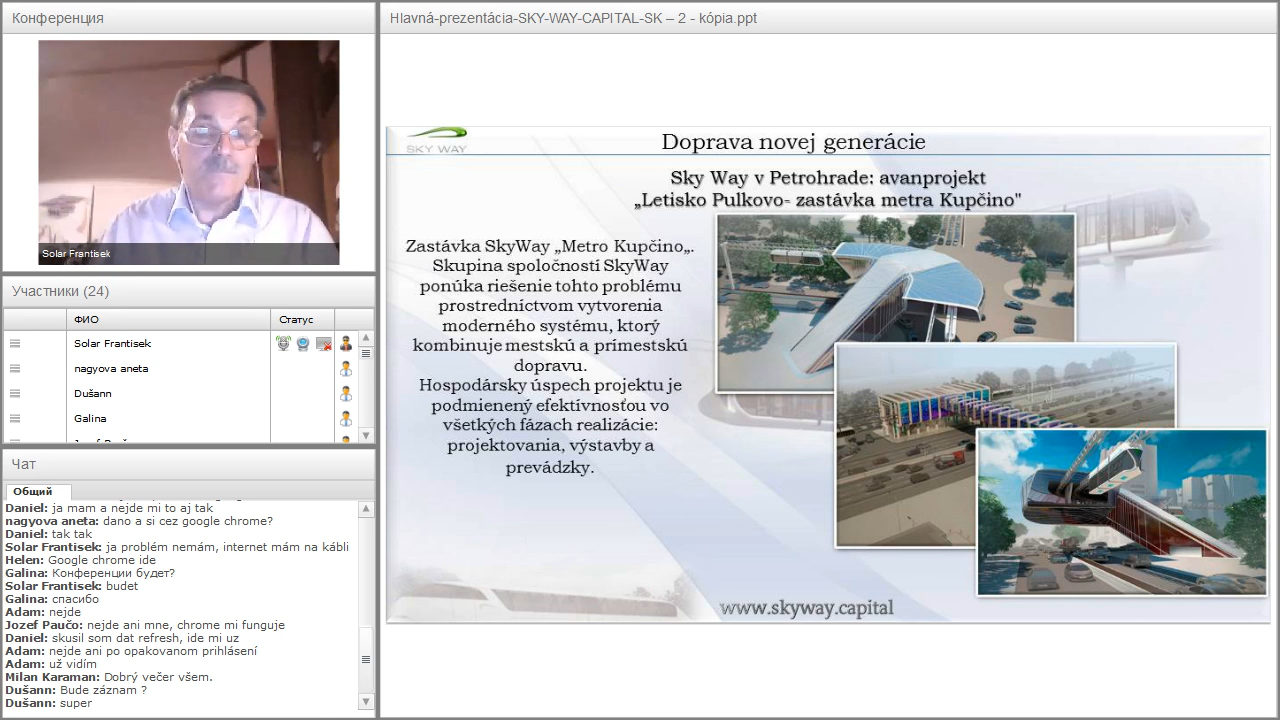 Конференция
Solar Frantisek
Участники (24)
ФИО
Статус
Solar Frantisek
nagyova aneta
Dušann
Galina
Чат
Общий
Daniel: ja mam a nejde mi to aj tak
nagyova aneta: dano a si cez google chrome?
Daniel: tak tak
Solar Frantisek: ja problém nemám, internet mám na kábli
Helen: Google chrome ide
Galina: Конференции будет?
Solar Frantisek: budet
Galina: спасибо
Adam: nejde
Jozef Paučo: nejde ani mne, chrome mi funguje
Daniel: skusil som dat refresh, ide mi uz
Adam: nejde ani po opakovanom prihlásení
Adam: už vidím
Milan Karaman: Dobrý večer všem.
Dušann: Bude záznam ?
Dušann: super
Hlavná-prezentácia-SKY-WAY-CAPITAL-SK – 2 - kópia.ppt
SKY WAY
Doprava novej generácie
Sky Way v Petrohrade: avanprojekt
„Letisko Pulkovo- zastávka metra Kupčino"
Zastávka SkyWay „Metro Kupčino„.
Skupina spoločností SkyWay
ponúka riešenie tohto problému
prostredníctvom vytvorenia
moderného systému, ktorý
kombinuje mestskú a prímestskú
dopravu.
Hospodársky úspech projektu je
podmienený efektívnosťou vo
všetkých fázach realizácie:
projektovania, výstavby a
prevádzky.
www.skyway.capital